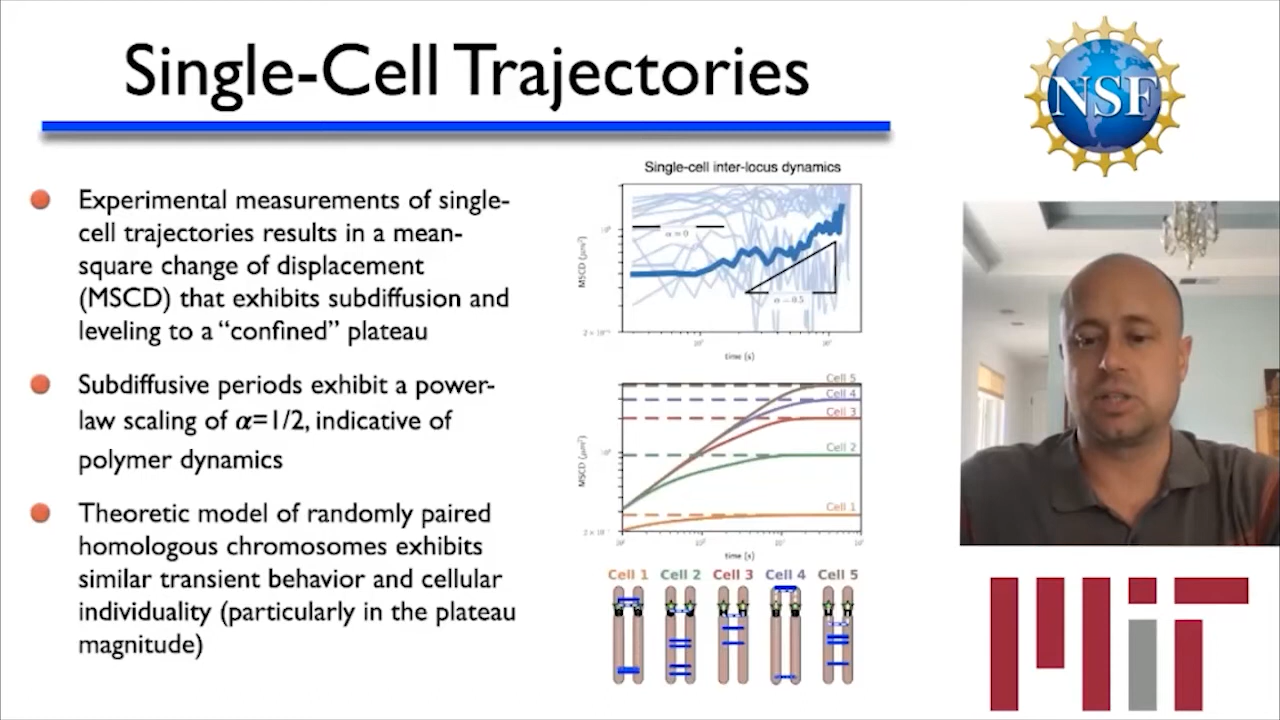 Single-Cell Trajectories
NSF
Experimental measurements of single-
cell trajectories results in a mean-
square change of displacement
(MSCD) that exhibits subdiffusion and
leveling to a “confined” plateau
Subdiffusive periods exhibit a power-
law scaling of α=1/2, indicative of
polymer dynamics
Theoretic model of randomly paired
homologous chromosomes exhibits
similar transient behavior and cellular
individuality (particularly in the plateau
magnitude)
Single-cell inter-locus dynamics
MSCD (μm²)
α=0
α=0.5
time (s)
Cell 5
Cell 4
Cell 3
Cell 2
Cell 1
MSCD (μm²)
time (s)
Cell 1 Cell 2 Cell 3 Cell 4 Cell 5
MIT